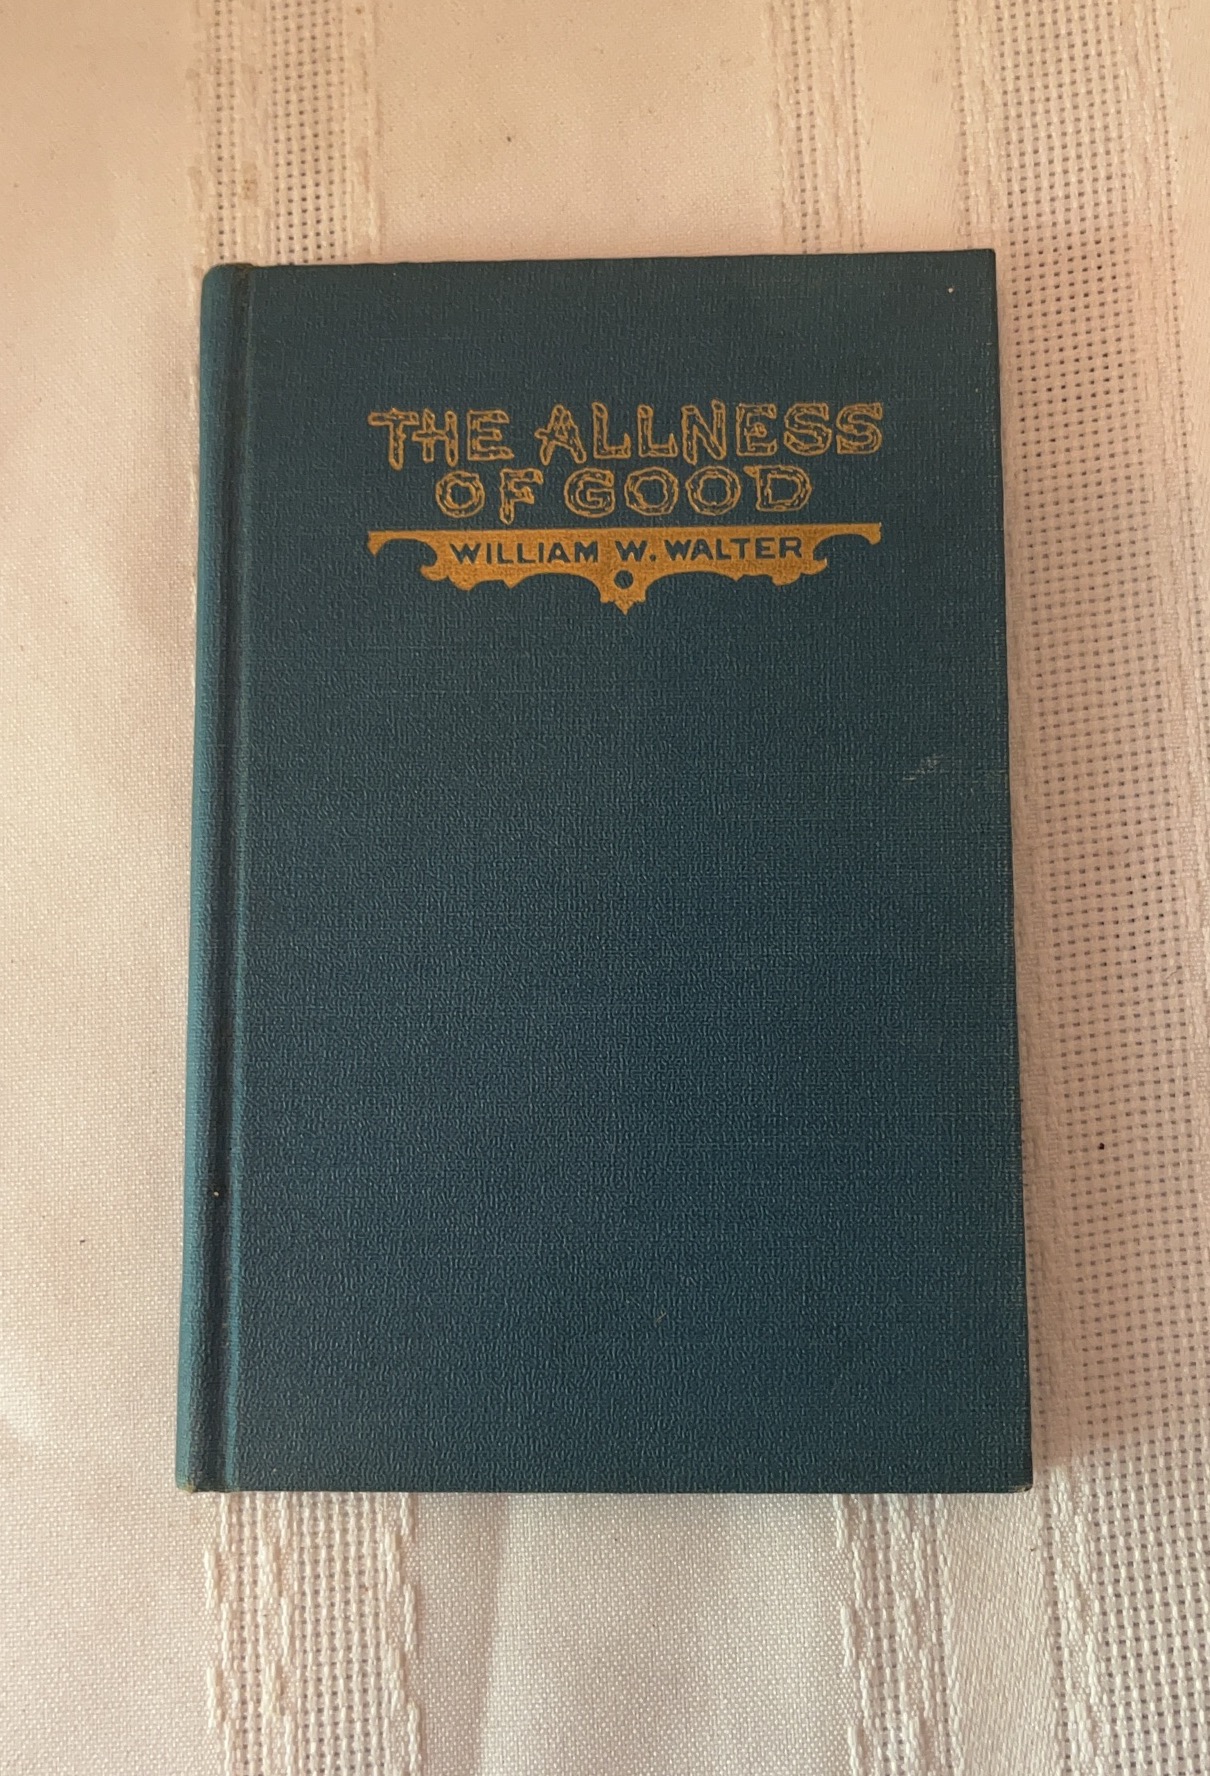 THE ALLNESS
OF GOOD
WILLIAM W. WALTER